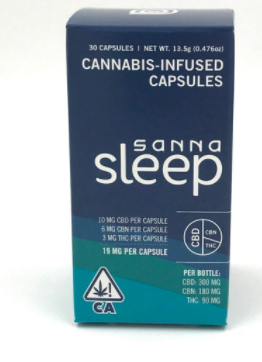 30 CAPSULES | NET WT. 13.5g (0.476oz)
CANNABIS-INFUSED
CAPSULES
sanna
sleep
10 MG CBD PER CAPSULE
6 MG CBN PER CAPSULE
3 MG THC PER CAPSULE
19 MG PER CAPSULE
CBD
CBN
THC
PER BOTTLE:
CBD: 300 MG
CBN: 180 MG
THC: 90 MG
!
CA